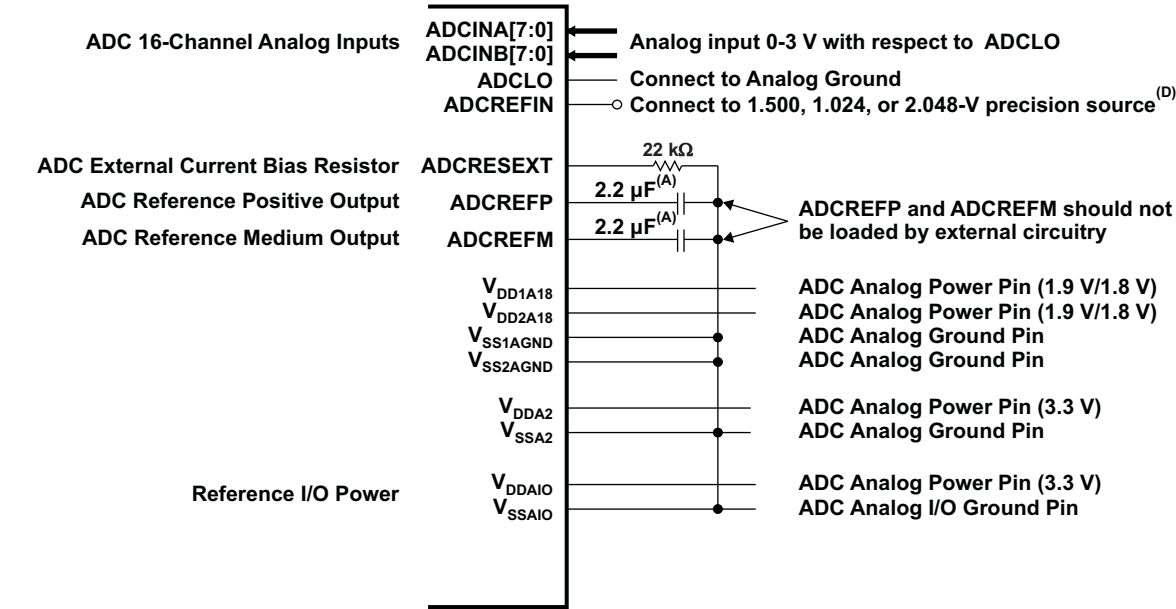 ADC 16-Channel Analog Inputs
ADCINA[7:0]
ADCINB[7:0]
Analog input 0-3 V with respect to ADCLO
ADCLO
Connect to Analog Ground
ADCREFIN
Connect to 1.500, 1.024, or 2.048-V precision source(D)
22 kΩ
ADC External Current Bias Resistor ADCRESEXT
2.2 µF(A)
ADC Reference Positive Output ADCREFP
2.2 µF(A)
ADC Reference Medium Output ADCREFM
ADCREFP and ADCREFM should not
be loaded by external circuitry
VDD1A18 ADC Analog Power Pin (1.9 V/1.8 V)
VDD2A18 ADC Analog Power Pin (1.9 V/1.8 V)
VSS1AGND ADC Analog Ground Pin
VSS2AGND ADC Analog Ground Pin
VDDA2 ADC Analog Power Pin (3.3 V)
VSSA2 ADC Analog Ground Pin
Reference I/O Power
VDDAIO ADC Analog Power Pin (3.3 V)
VSSAIO ADC Analog I/O Ground Pin